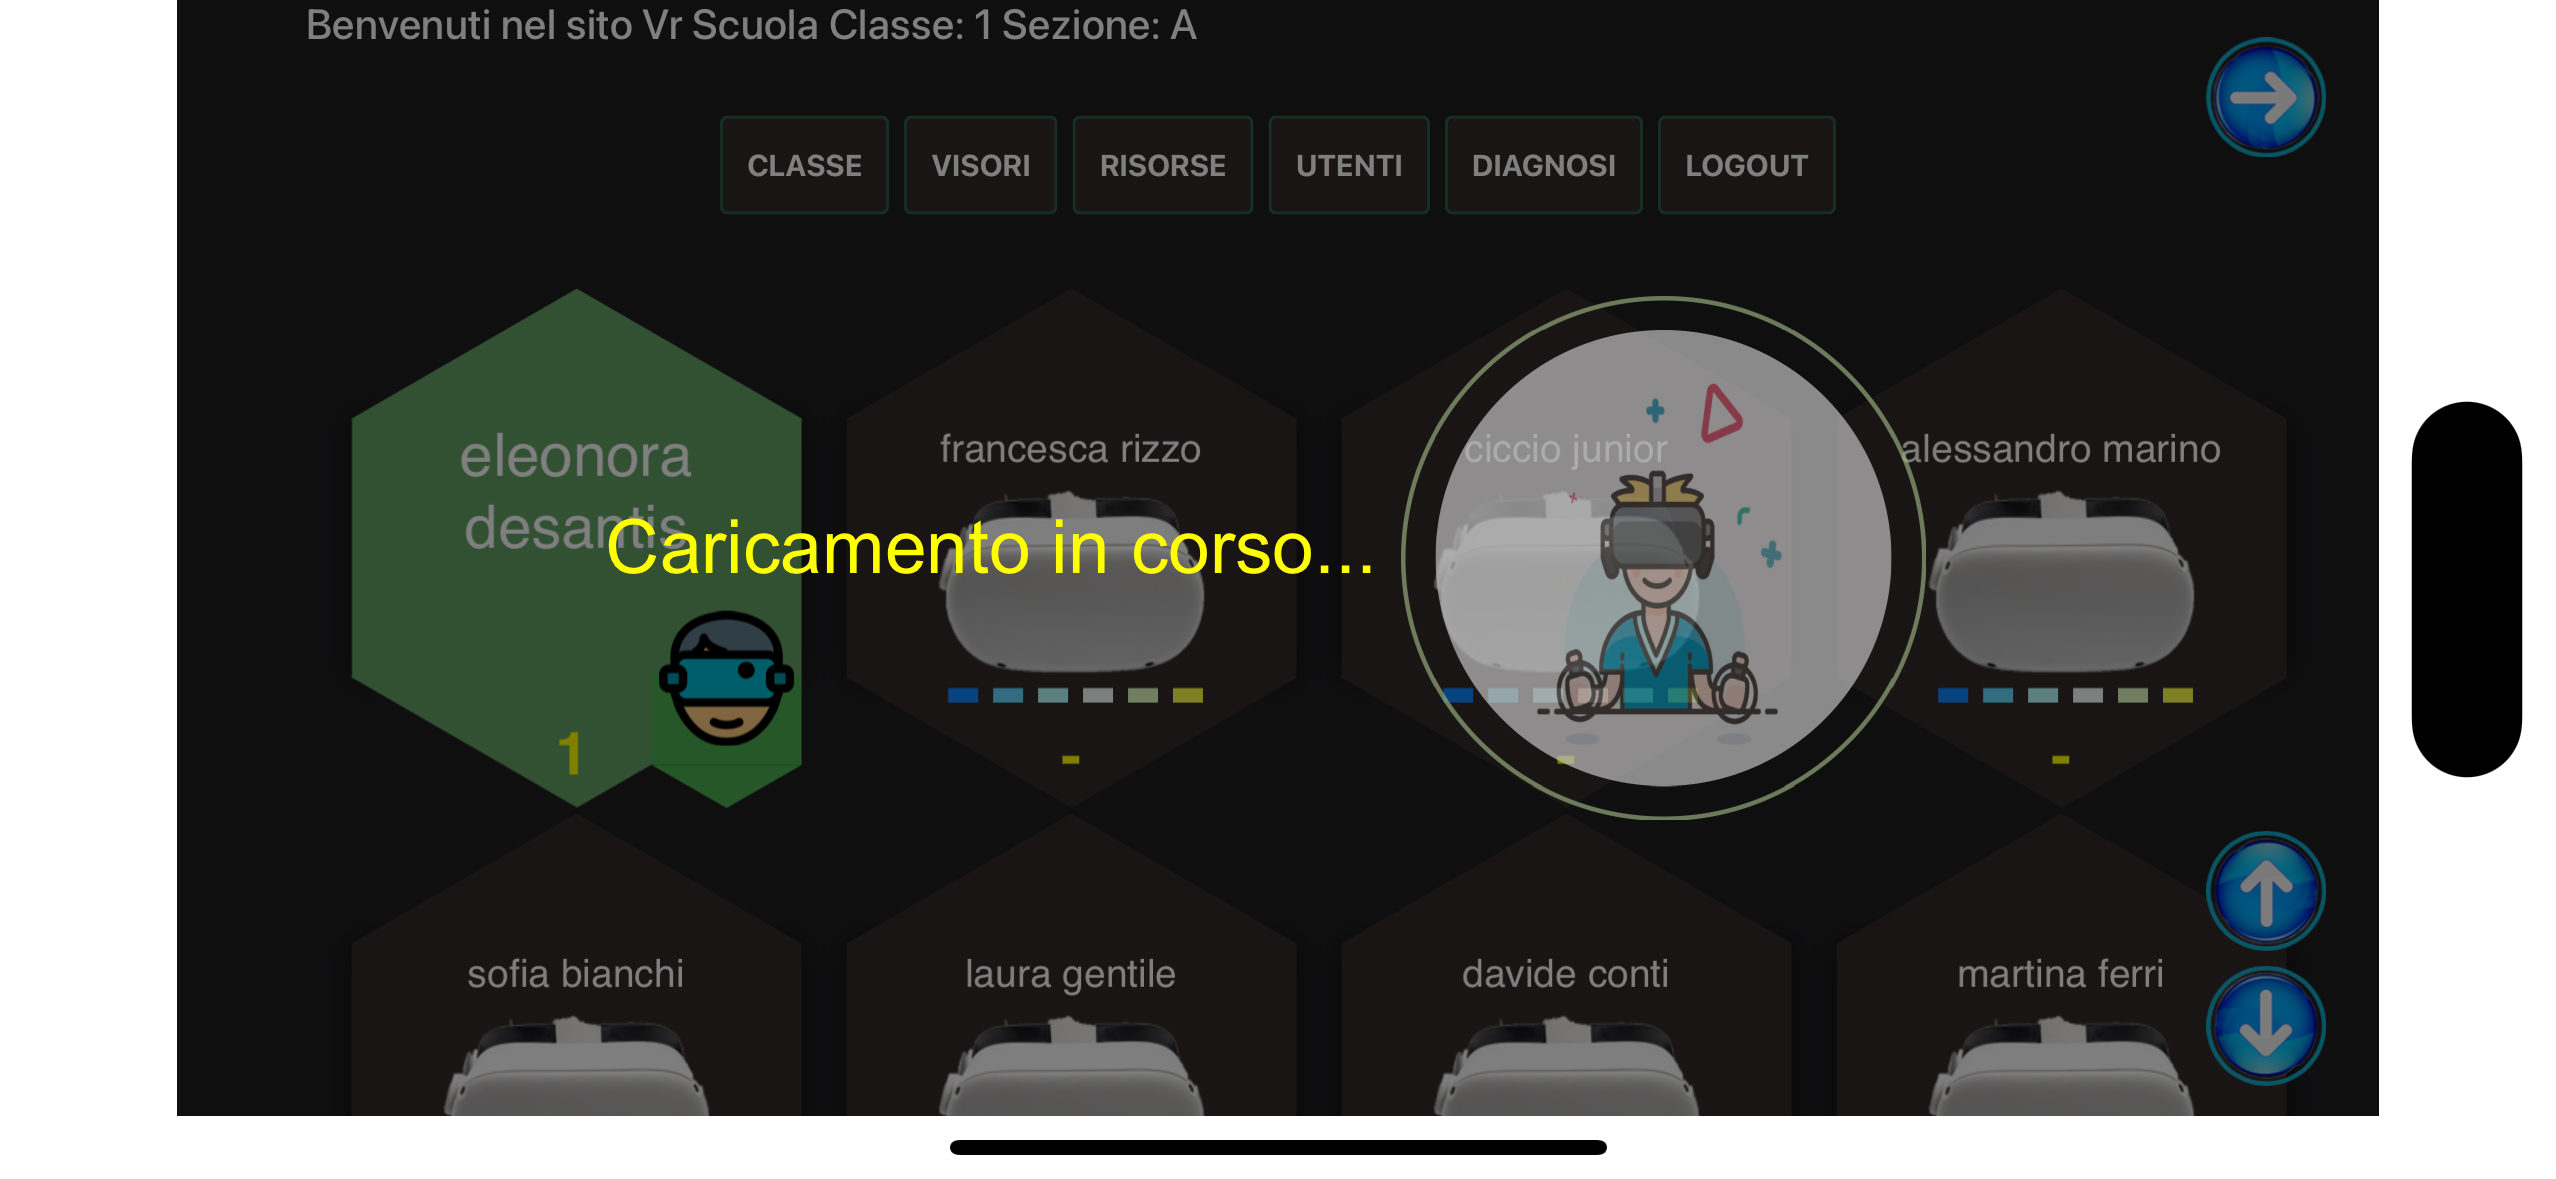 Benvenuti nel sito Vr Scuola Classe: 1 Sezione: A
CLASSE VISORI RISORSE UTENTI DIAGNOSI LOGOUT
eleonora
desantis
francesca rizzo
ciccio junior
alessandro marino
Caricamento in corso...
1
-
-
-
sofia bianchi
laura gentile
davide conti
martina ferri